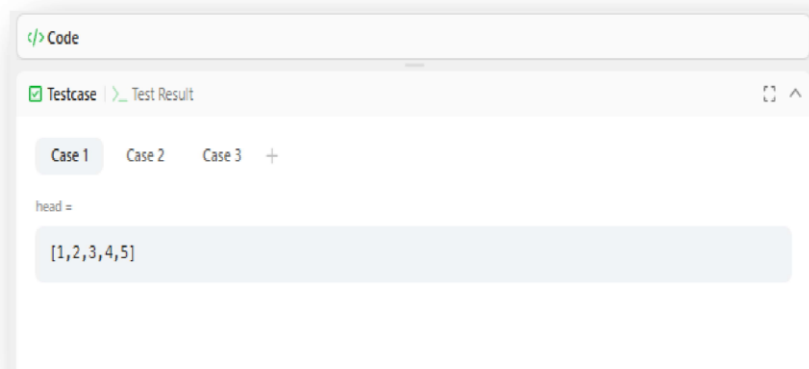 </> Code
Testcase | >_ Test Result
Case 1 Case 2 Case 3 +
head =
[1,2,3,4,5]